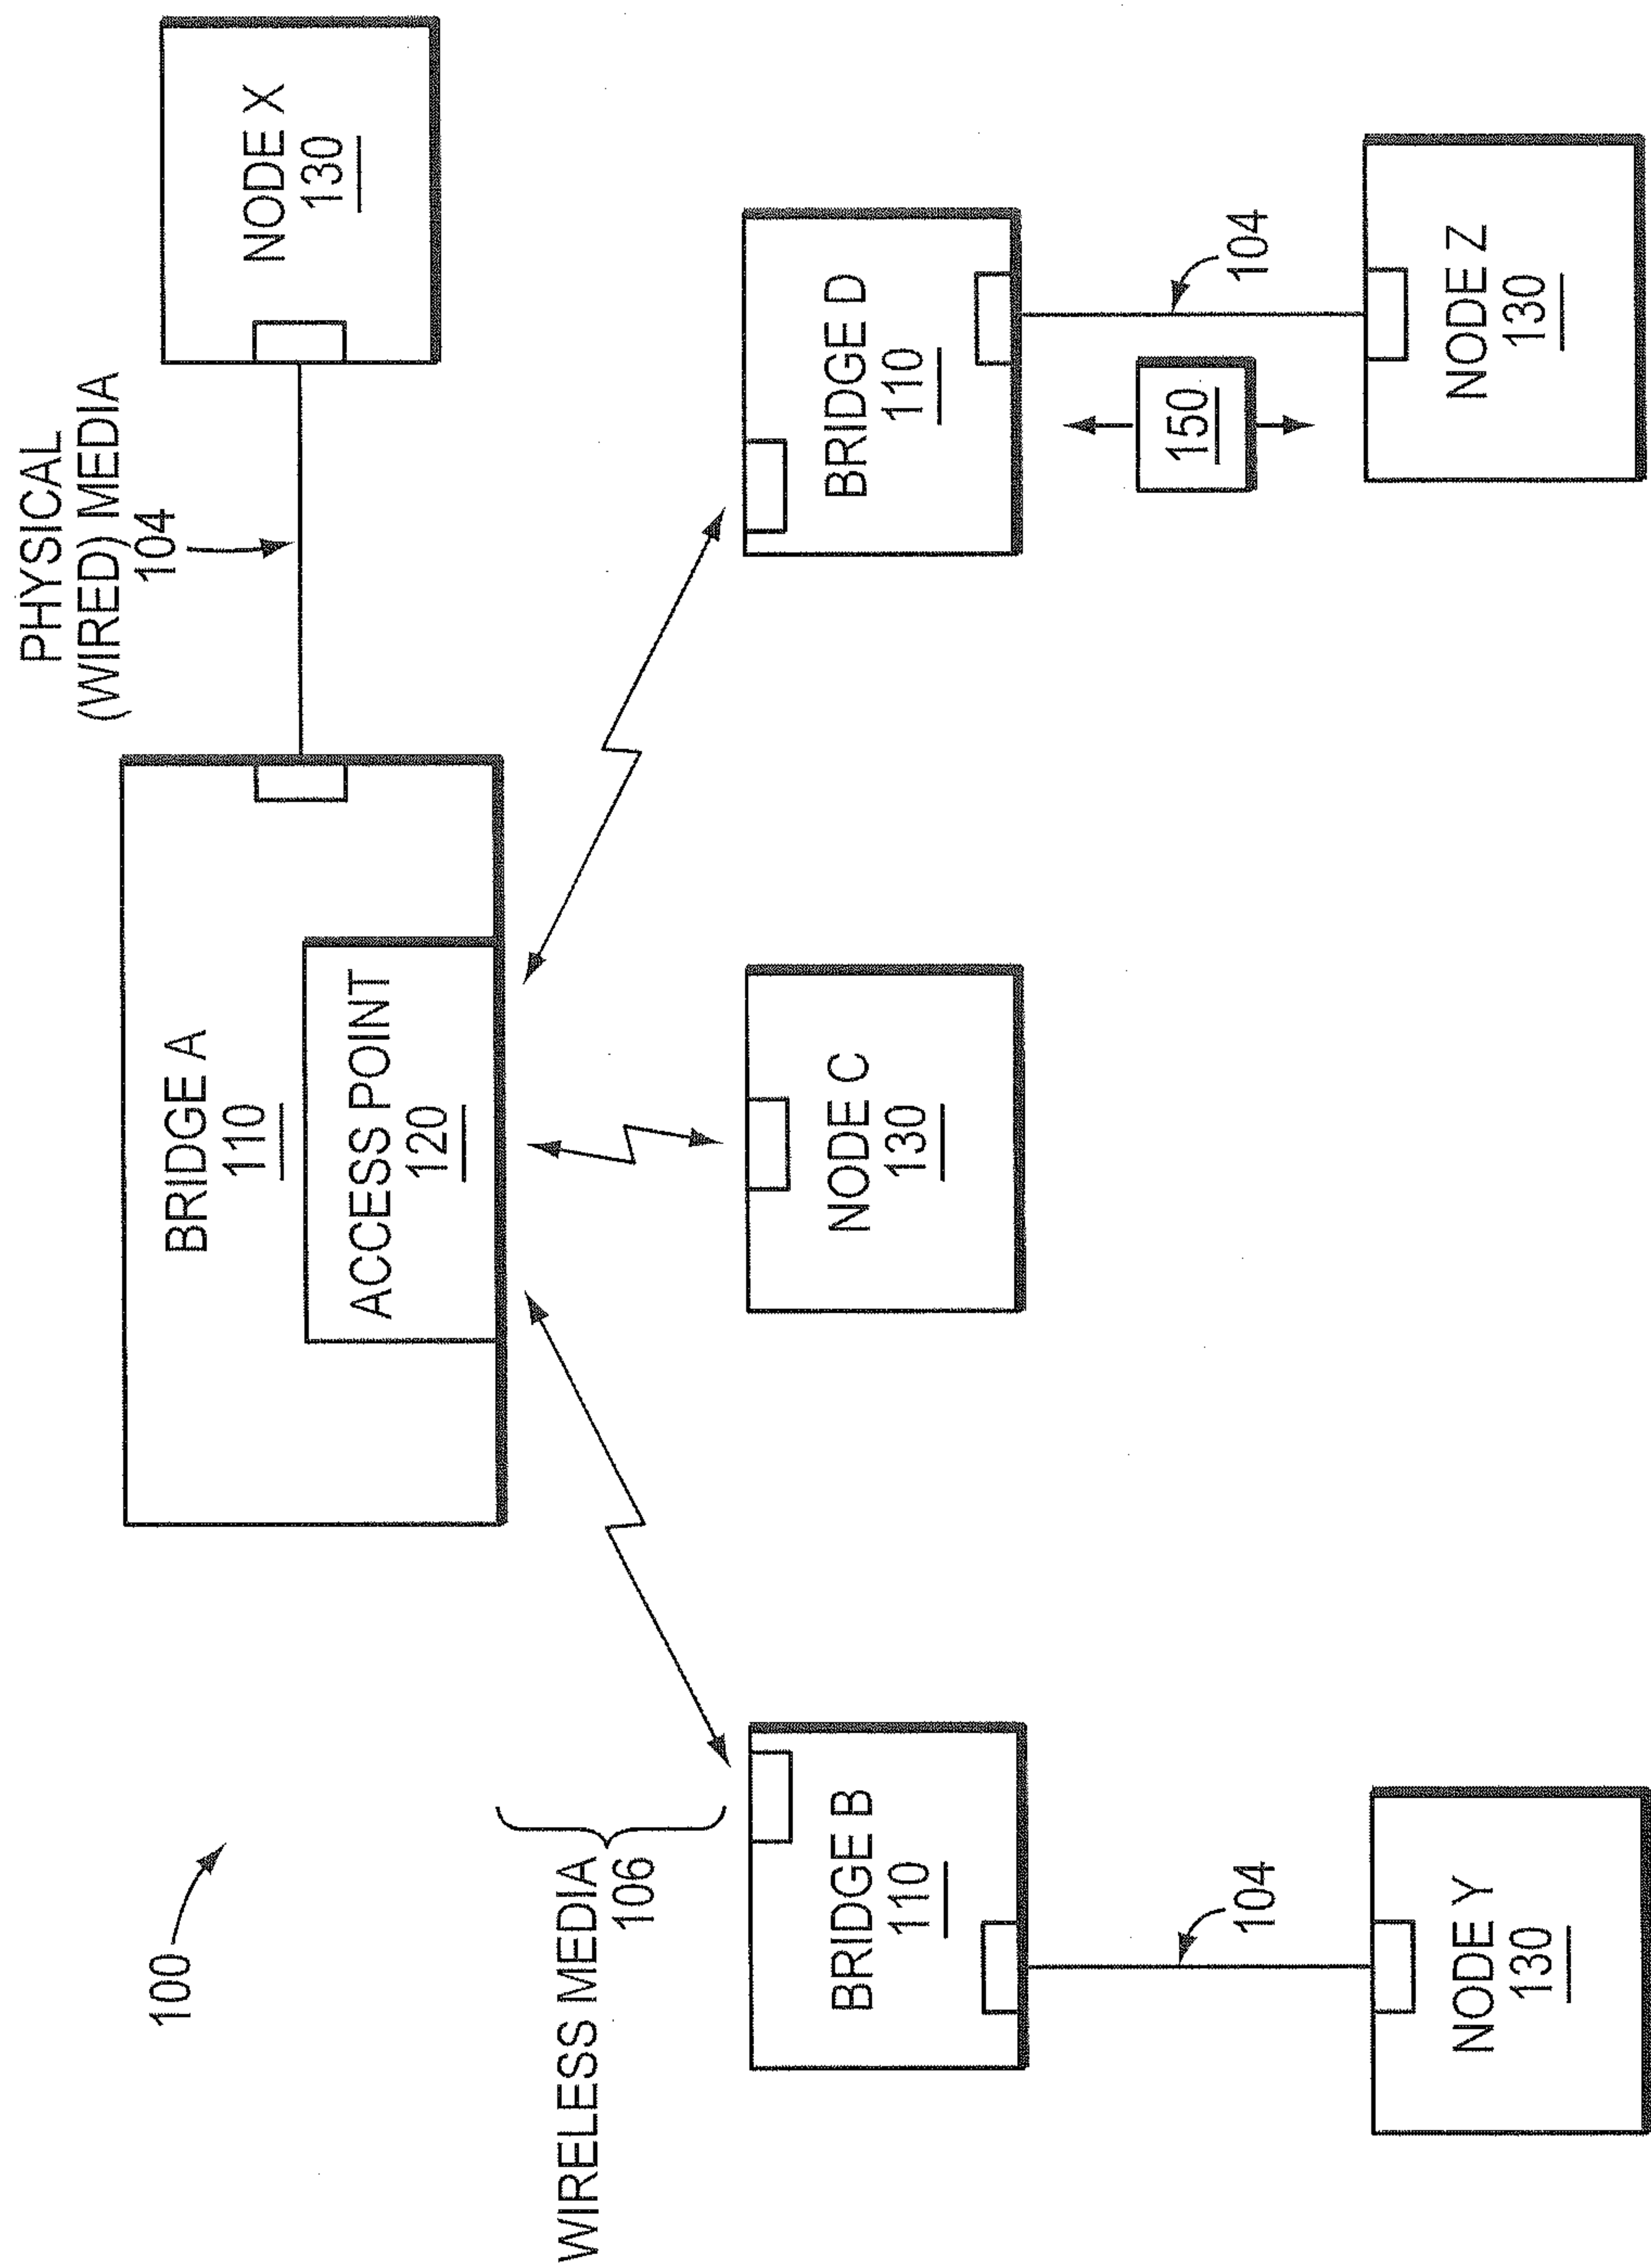 100
PHYSICAL
(WIRED) MEDIA
104
BRIDGE A
110
ACCESS POINT
120
NODE X
130
WIRELESS MEDIA
106
BRIDGE B
110
NODE C
130
BRIDGE D
110
104
150
104
NODE Y
130
NODE Z
130